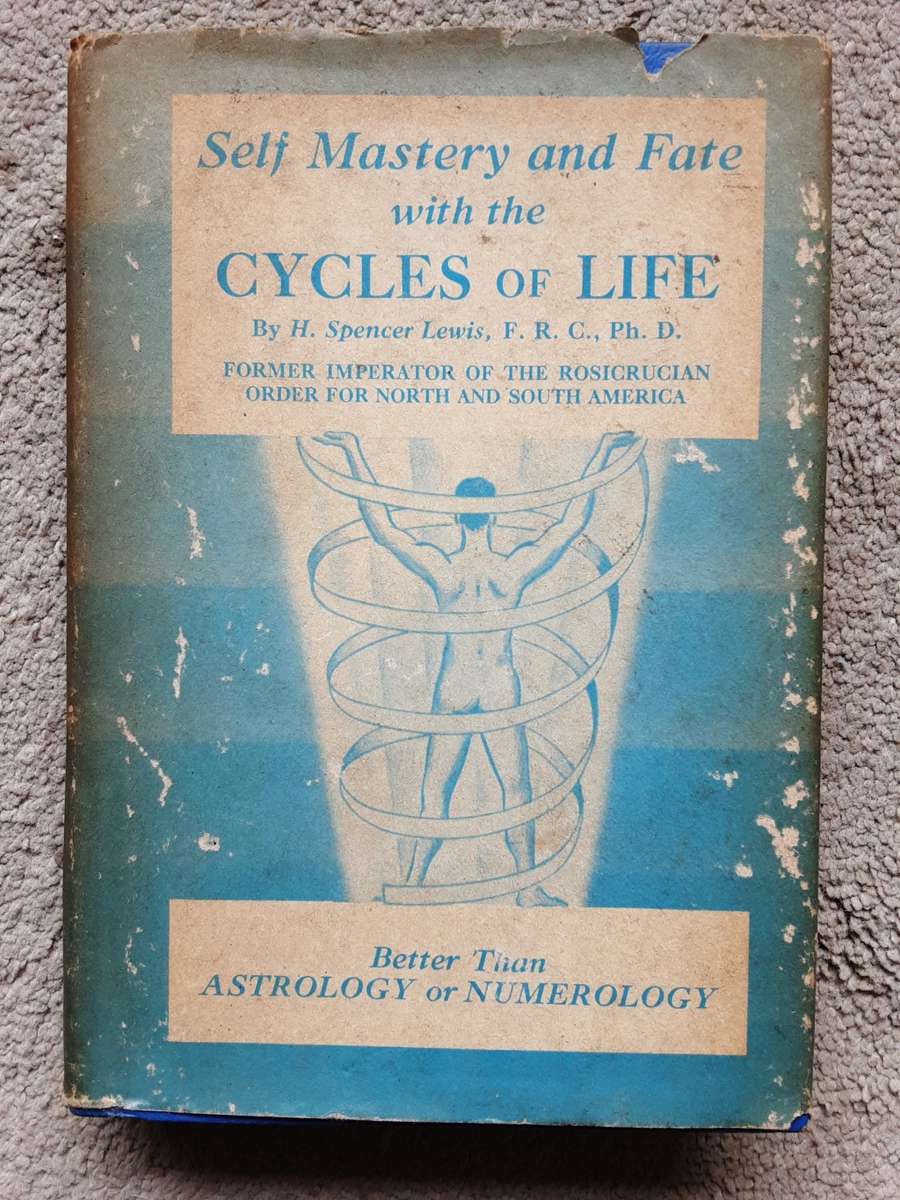 Self Mastery and Fate
with the
CYCLES OF LIFE
By H. Spencer Lewis, F. R. C., Ph. D.
FORMER IMPERATOR OF THE ROSICRUCIAN
ORDER FOR NORTH AND SOUTH AMERICA
Better Than
ASTROLOGY or NUMEROLOGY